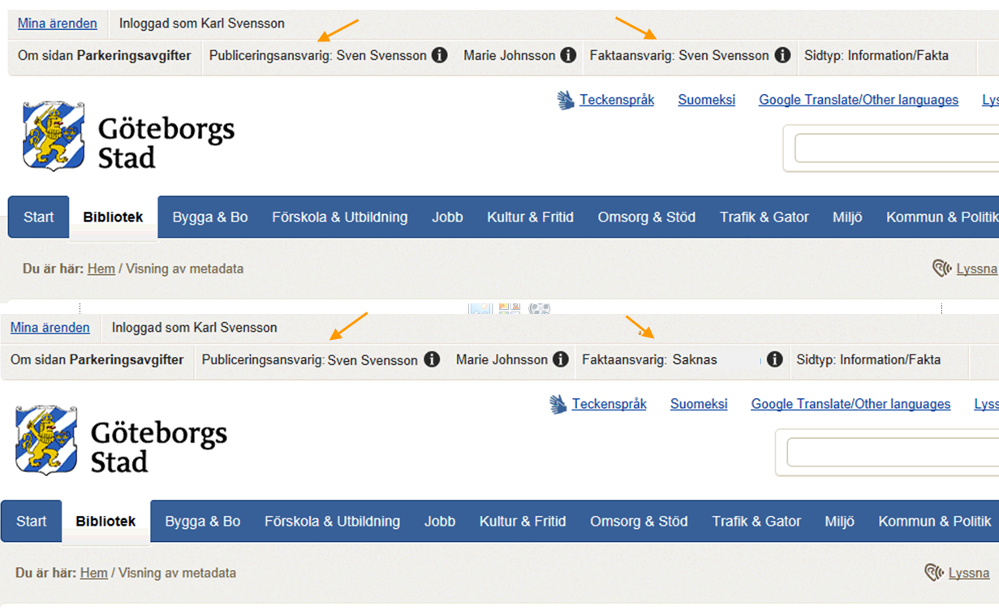 Mina ärenden Inloggad som Karl Svensson
Om sidan Parkeringsavgifter Publiceringsansvarig: Sven Svensson Marie Johnsson Faktaansvarig: Sven Svensson Sidtyp: Information/Fakta
Teckenspråk Suomeksi Google Translate/Other languages
Göteborgs
Stad
Start Bibliotek Bygga & Bo Förskola & Utbildning Jobb Kultur & Fritid Omsorg & Stöd Trafik & Gator Miljö Kommun & Politik
Du är här: Hem / Visning av metadata Lyssna
Mina ärenden Inloggad som Karl Svensson
Om sidan Parkeringsavgifter Publiceringsansvarig: Sven Svensson Marie Johnsson Faktaansvarig: Saknas Sidtyp: Information/Fakta
Teckenspråk Suomeksi Google Translate/Other languages
Göteborgs
Stad
Start Bibliotek Bygga & Bo Förskola & Utbildning Jobb Kultur & Fritid Omsorg & Stöd Trafik & Gator Miljö Kommun & Politik
Du är här: Hem / Visning av metadata Lyssna